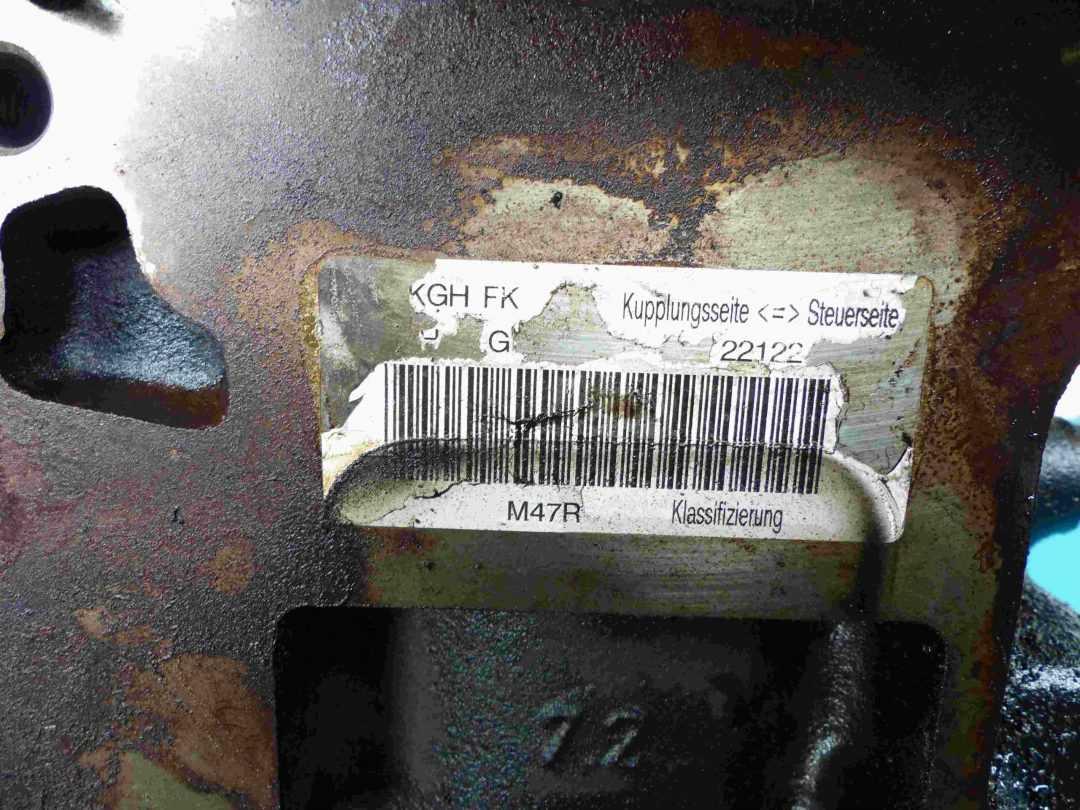 KGH FK
Kupplungsseite <=> Steuerseite
G
22122
M47R
Klassifizierung